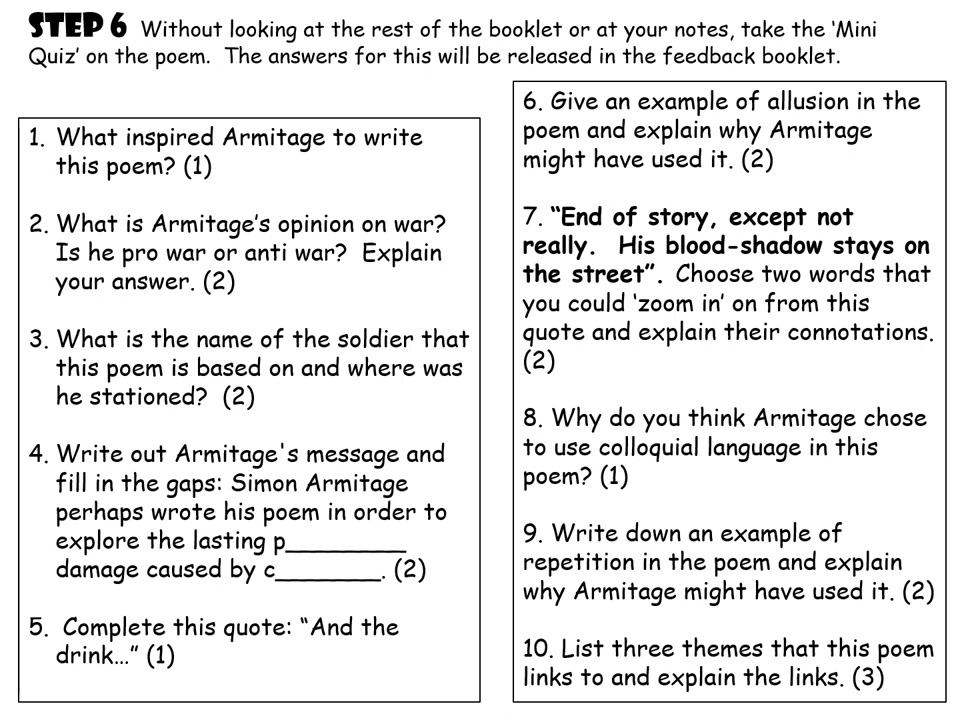 STEP 6 Without looking at the rest of the booklet or at your notes, take the ‘Mini
Quiz’ on the poem.  The answers for this will be released in the feedback booklet.
1. What inspired Armitage to write
this poem? (1)
2. What is Armitage’s opinion on war?
Is he pro war or anti war?  Explain
your answer. (2)
3. What is the name of the soldier that
this poem is based on and where was
he stationed?  (2)
4. Write out Armitage's message and
fill in the gaps: Simon Armitage
perhaps wrote his poem in order to
explore the lasting p_________
damage caused by c________. (2)
5.  Complete this quote: “And the
drink…” (1)
6. Give an example of allusion in the
poem and explain why Armitage
might have used it. (2)
7. “End of story, except not
really.  His blood-shadow stays on
the street”. Choose two words that
you could ‘zoom in’ on from this
quote and explain their connotations.
(2)
8. Why do you think Armitage chose
to use colloquial language in this
poem? (1)
9. Write down an example of
repetition in the poem and explain
why Armitage might have used it. (2)
10. List three themes that this poem
links to and explain the links. (3)